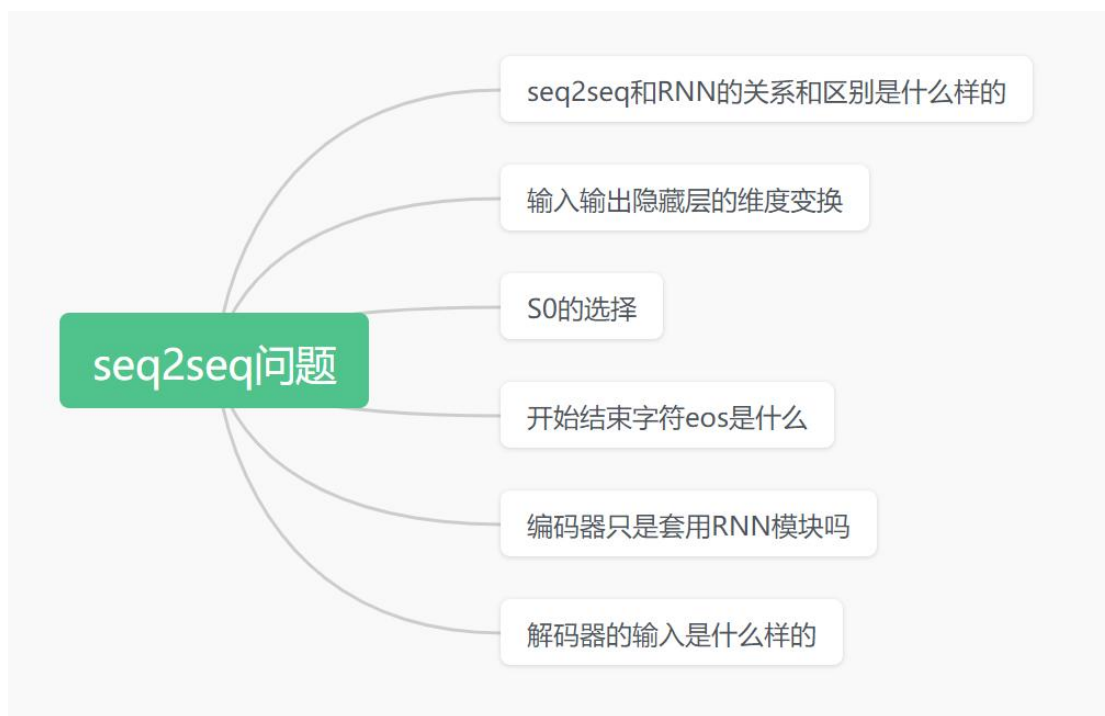 seq2seq问题
seq2seq和RNN的关系和区别是什么样的
输入输出隐藏层的维度变换
S0的选择
开始结束字符eos是什么
编码器只是套用RNN模块吗
解码器的输入是什么样的